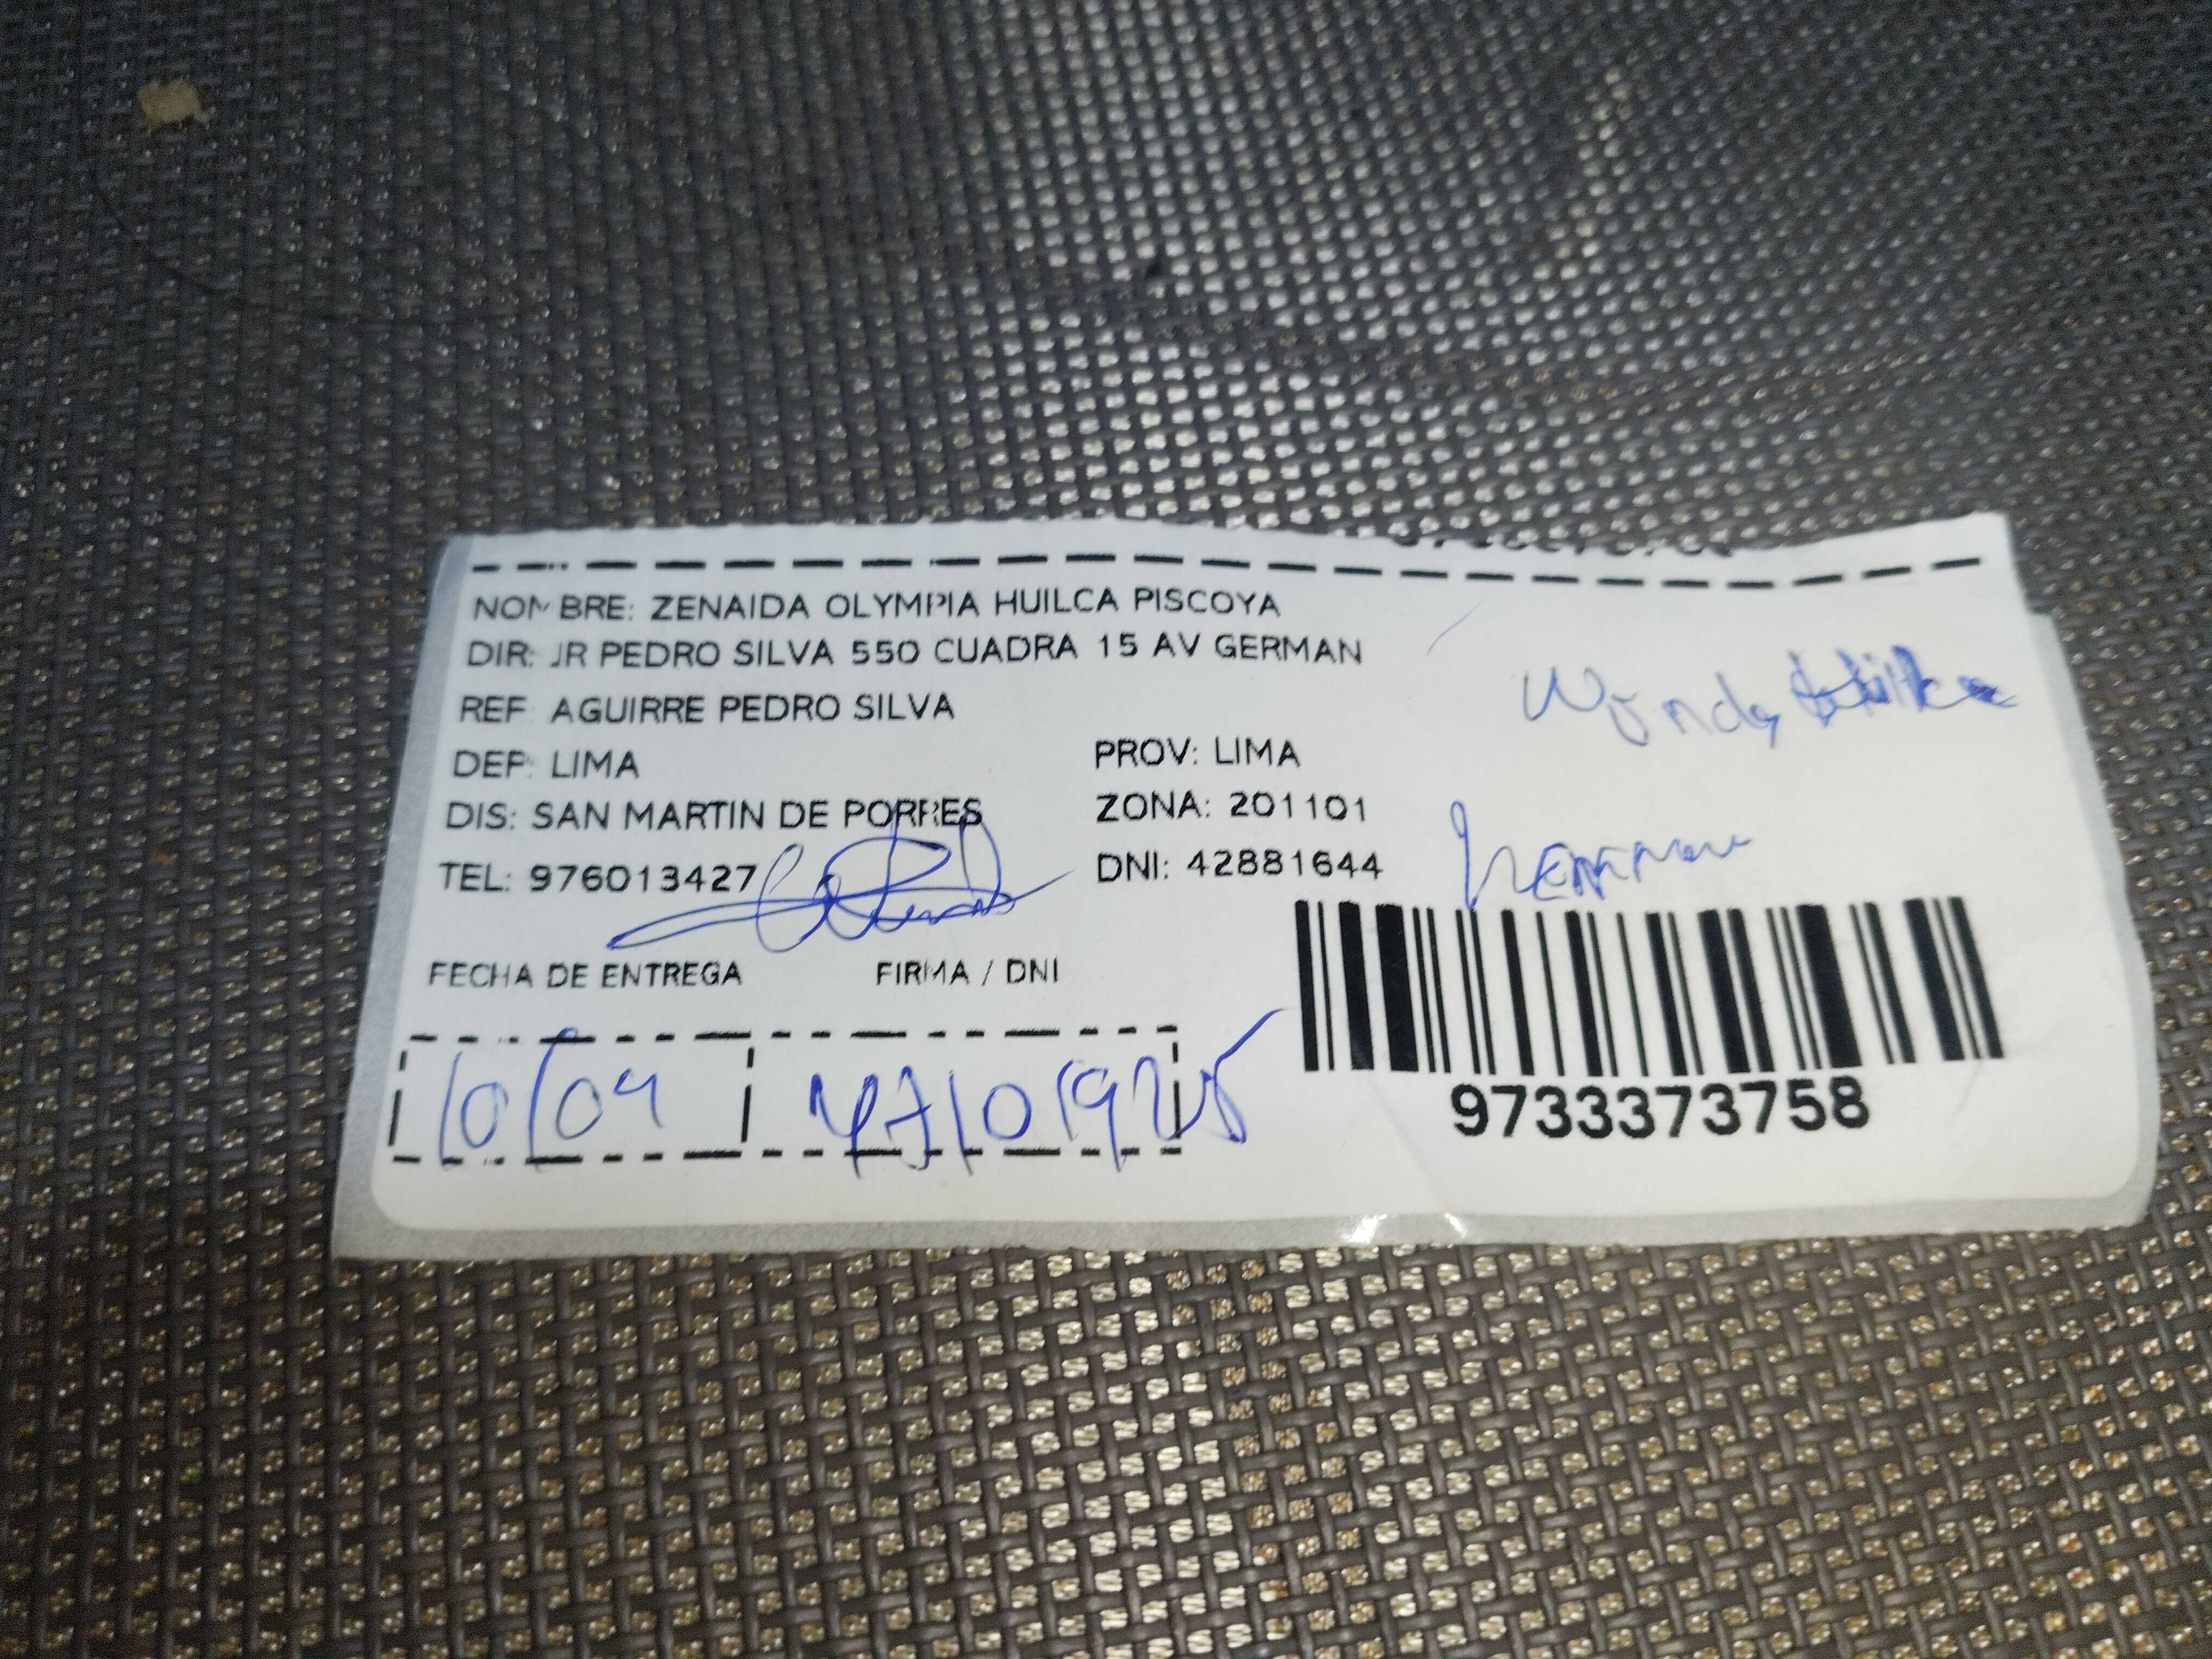 NOMBRE: ZENAIDA OLYMPIA HUILCA PISCOYA
DIR: JR PEDRO SILVA 550 CUADRA 15 AV GERMAN
REF: AGUIRRE PEDRO SILVA
DEP: LIMA PROV: LIMA
DIS: SAN MARTIN DE PORRES ZONA: 201101
TEL: 976013427 DNI: 42881644
FECHA DE ENTREGA FIRMA / DNI
10/04
9733373758